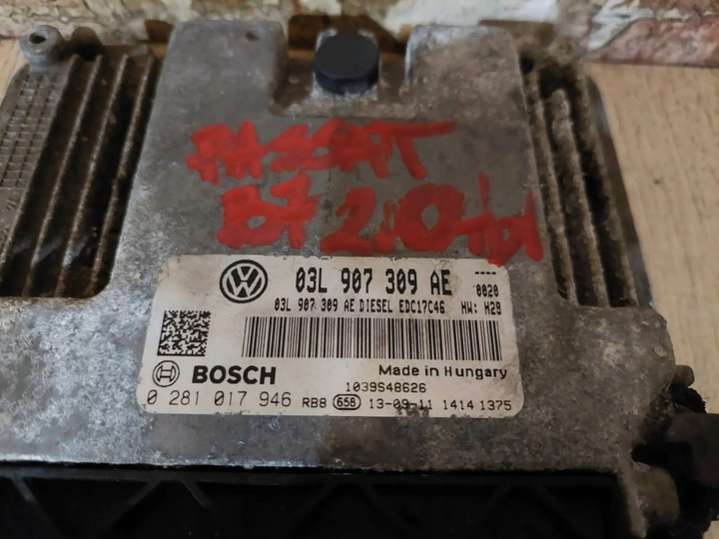 PASSAT
B7 2.0 tdi
03L 907 309 AE ----
03L 907 309 AE DIESEL EDC17C46 0020
HW: H29
BOSCH Made in Hungary
1039S48626
0 281 017 946 RBB 658 13-09-11 1414 1375